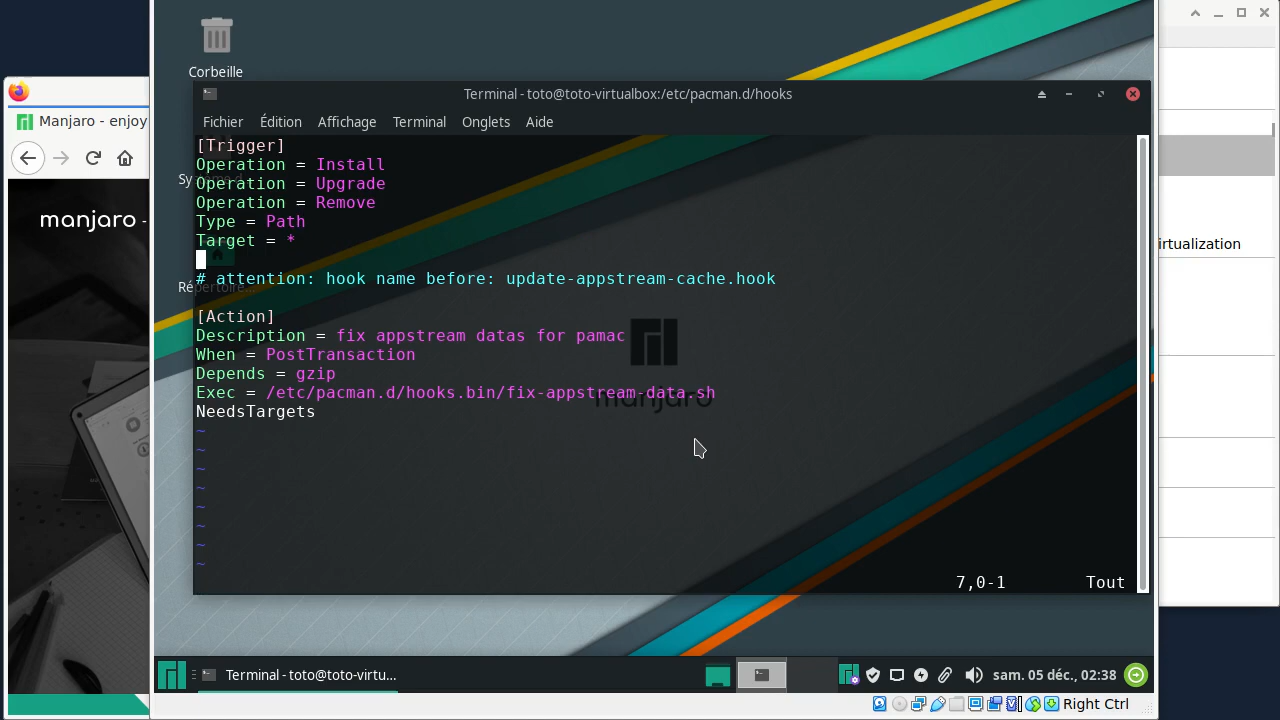 Corbeille
Terminal - toto@toto-virtualbox:/etc/pacman.d/hooks
Manjaro - enjoy
Fichier Édition Affichage Terminal Onglets Aide
[Trigger]
Operation = Install
Operation = Upgrade
Operation = Remove
Type = Path
Target = *
# attention: hook name before: update-appstream-cache.hook
[Action]
Description = fix appstream datas for pamac
When = PostTransaction
Depends = gzip
Exec = /etc/pacman.d/hooks.bin/fix-appstream-data.sh
NeedsTargets
~
~
~
~
~
~
~
~
7,0-1 Tout
manjaro -
manjaro
irtualization
Terminal - toto@toto-virtu...
sam. 05 déc., 02:38
Right Ctrl